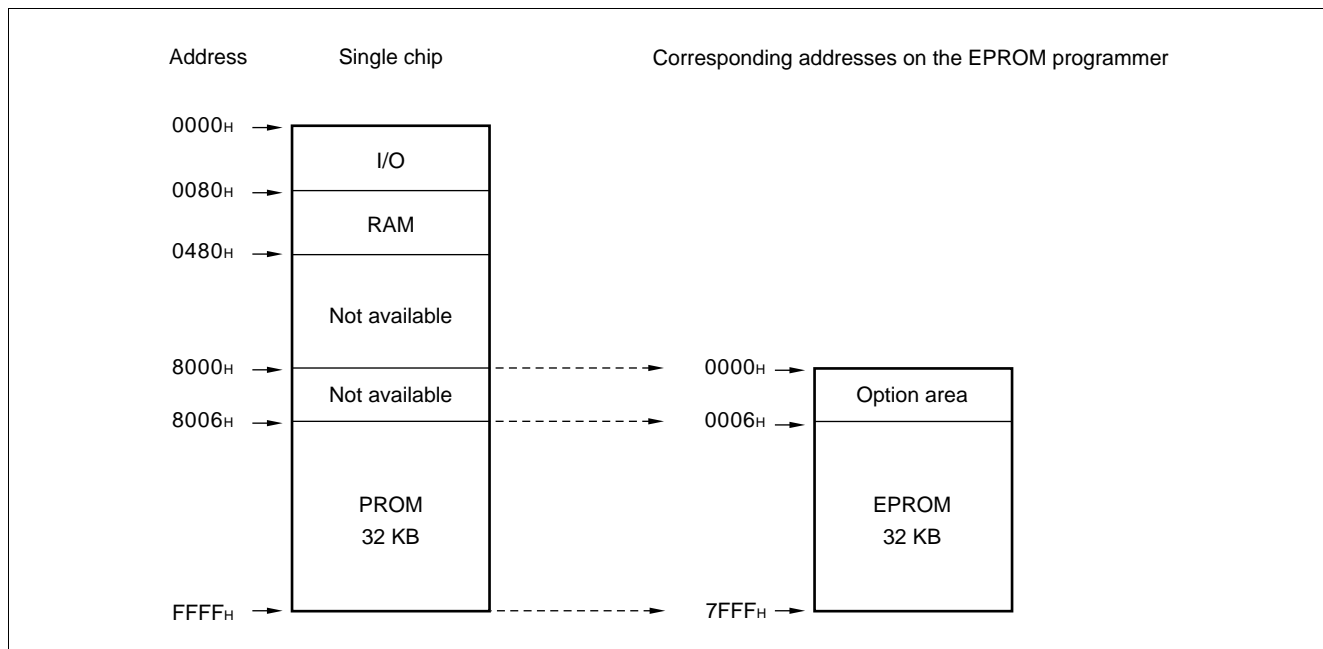 Address Single chip Corresponding addresses on the EPROM programmer
0000H
I/O
0080H
RAM
0480H
Not available
8000H 0000H
Not available Option area
8006H 0006H
PROM EPROM
32 KB 32 KB
FFFFH 7FFFH